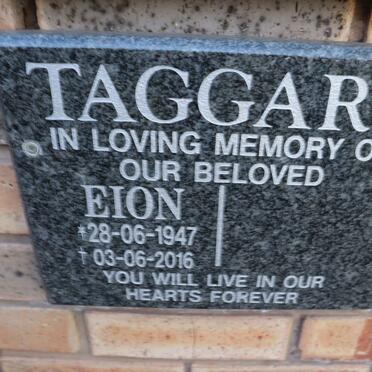 TAGGAR
IN LOVING MEMORY O
OUR BELOVED
EION
*28-06-1947
† 03-06-2016
YOU WILL LIVE IN OUR
HEARTS FOREVER